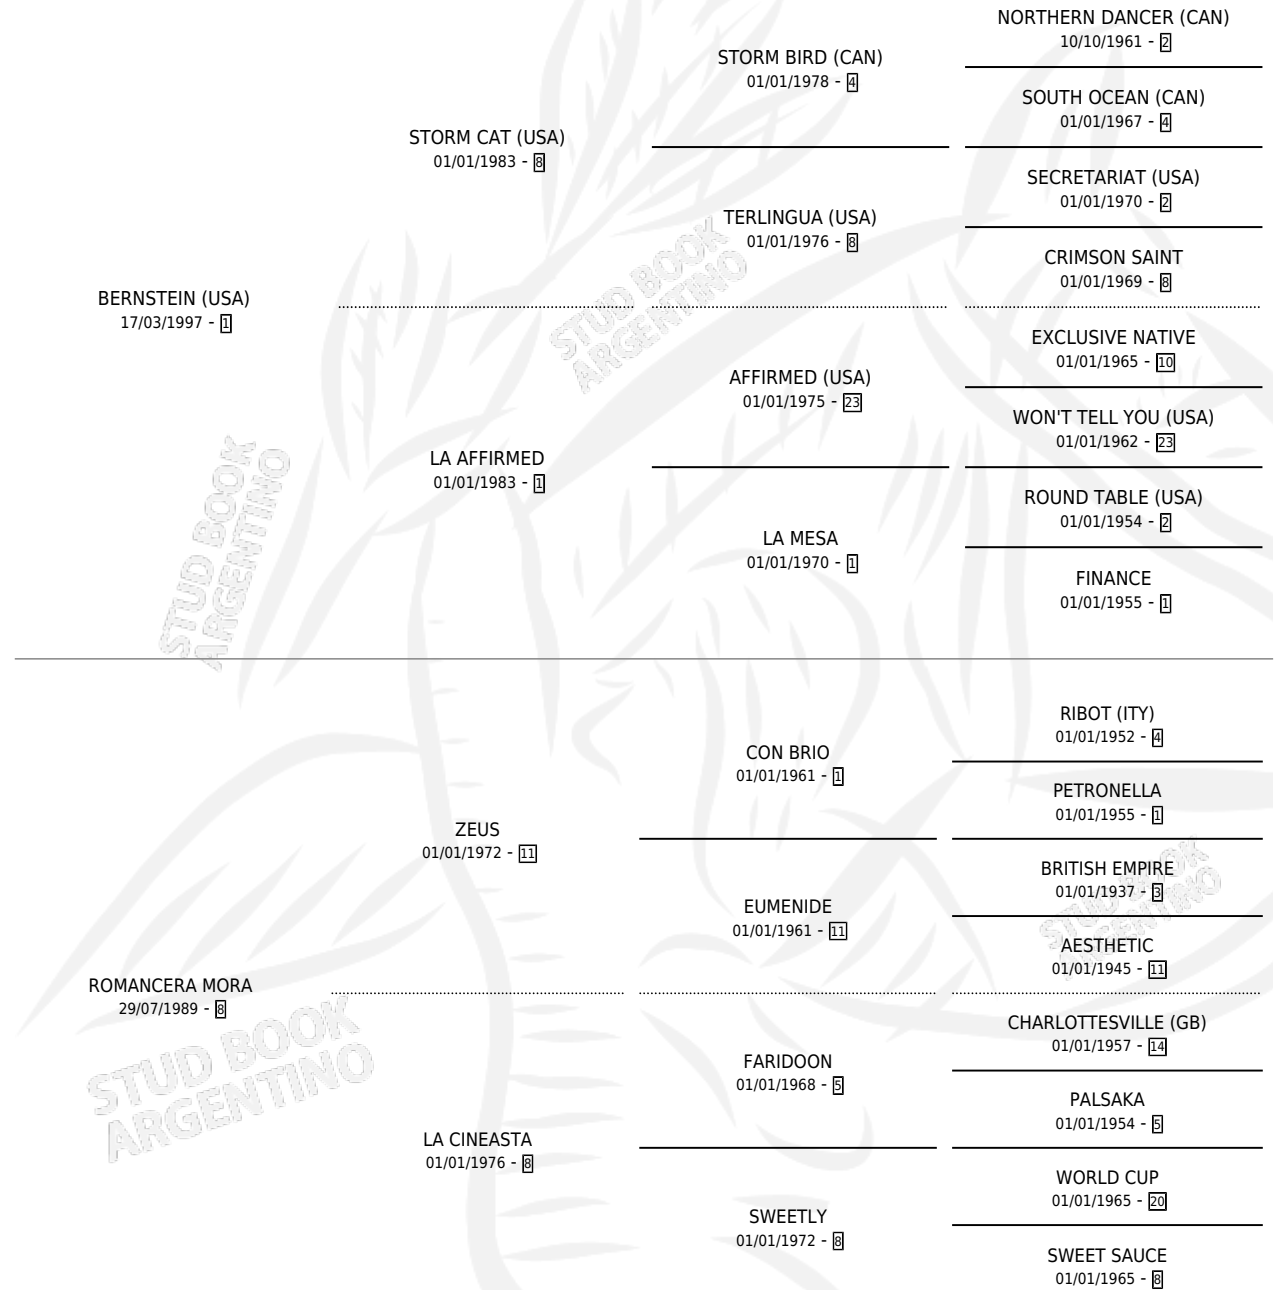 NORTHERN DANCER (CAN)
10/10/1961 - 2
STORM BIRD (CAN)
01/01/1978 - 4
SOUTH OCEAN (CAN)
01/01/1967 - 4
STORM CAT (USA)
01/01/1983 - 8
SECRETARIAT (USA)
01/01/1970 - 2
TERLINGUA (USA)
01/01/1976 - 8
CRIMSON SAINT
01/01/1969 - 8
BERNSTEIN (USA)
17/03/1997 - 1
EXCLUSIVE NATIVE
01/01/1965 - 10
AFFIRMED (USA)
01/01/1975 - 23
WON'T TELL YOU (USA)
01/01/1962 - 23
LA AFFIRMED
01/01/1983 - 1
ROUND TABLE (USA)
01/01/1954 - 2
LA MESA
01/01/1970 - 1
FINANCE
01/01/1955 - 1
RIBOT (ITY)
01/01/1952 - 4
CON BRIO
01/01/1961 - 1
PETRONELLA
01/01/1955 - 1
ZEUS
01/01/1972 - 11
BRITISH EMPIRE
01/01/1937 - 3
EUMENIDE
01/01/1961 - 11
AESTHETIC
01/01/1945 - 11
ROMANCERA MORA
29/07/1989 - 8
CHARLOTTESVILLE (GB)
01/01/1957 - 14
FARIDOON
01/01/1968 - 5
PALSAKA
01/01/1954 - 5
LA CINEASTA
01/01/1976 - 8
WORLD CUP
01/01/1965 - 20
SWEETLY
01/01/1972 - 8
SWEET SAUCE
01/01/1965 - 8
STUD BOOK
ARGENTINO
STUD BOOK
ARGENTINO
STUD BOOK
ARGENTINO
STUD BOOK
ARGENTINO